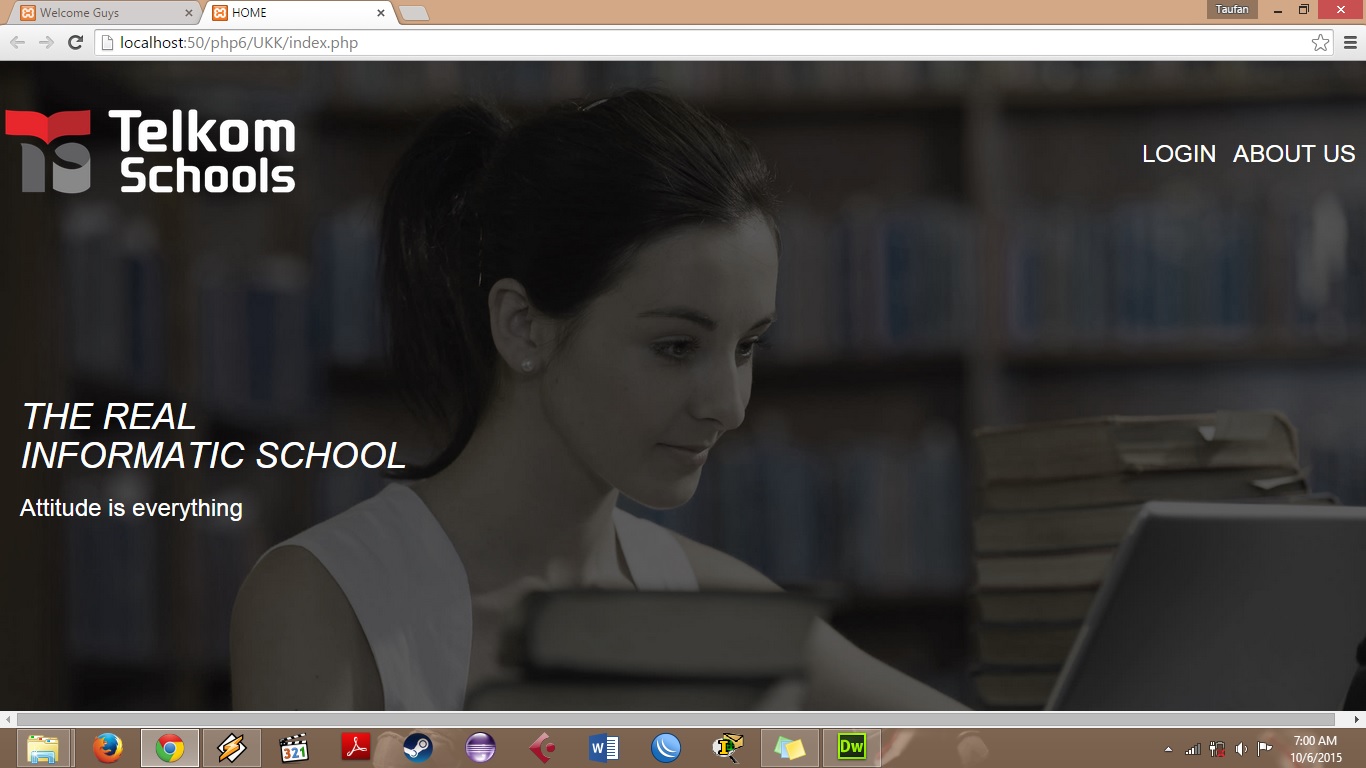 Welcome Guys
HOME
Taufan
localhost:50/php6/UKK/index.php
Telkom
Schools
LOGIN ABOUT US
THE REAL
INFORMATIC SCHOOL
Attitude is everything
321
W
Dw
7:00 AM
10/6/2015